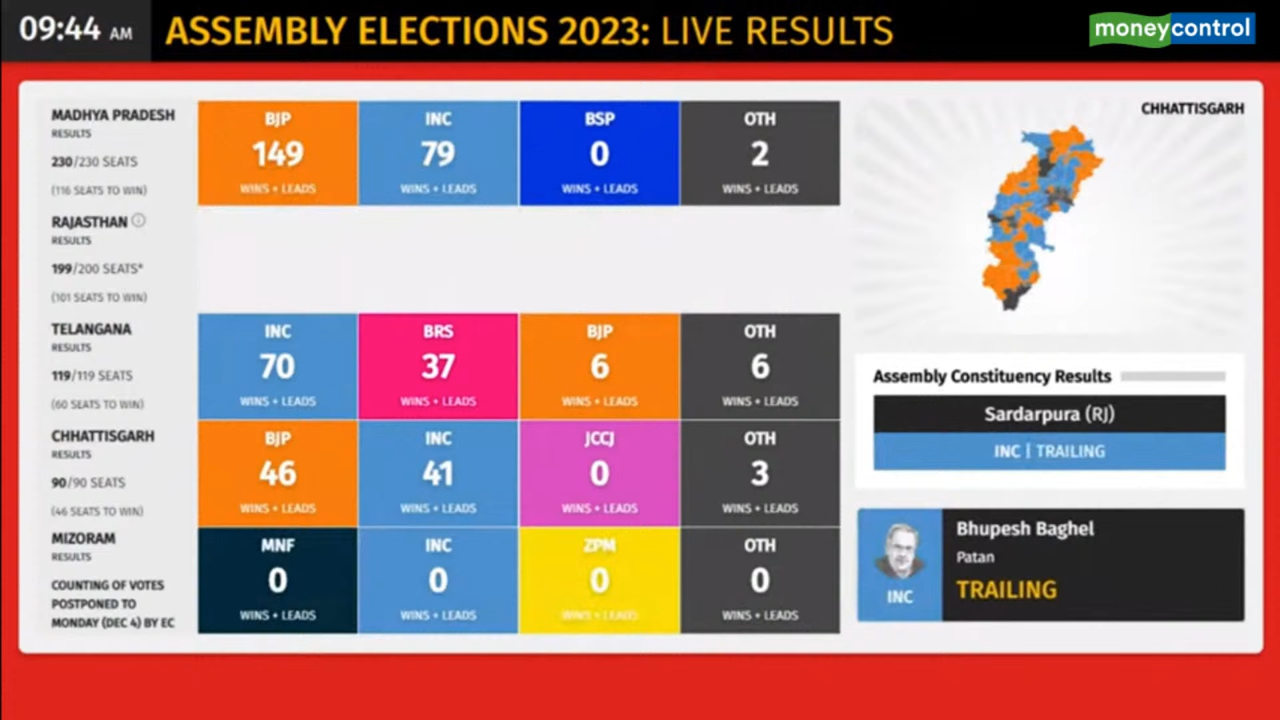 09:44 AM
ASSEMBLY ELECTIONS 2023: LIVE RESULTS
moneycontrol
MADHYA PRADESH
RESULTS
230/230 SEATS
(116 SEATS TO WIN)
BJP
149
WINS + LEADS
INC
79
WINS + LEADS
BSP
0
WINS + LEADS
OTH
2
WINS + LEADS
RAJASTHAN
RESULTS
199/200 SEATS*
(101 SEATS TO WIN)
TELANGANA
RESULTS
119/119 SEATS
(60 SEATS TO WIN)
INC
70
WINS + LEADS
BRS
37
WINS + LEADS
BJP
6
WINS + LEADS
OTH
6
WINS + LEADS
CHHATTISGARH
RESULTS
90/90 SEATS
(46 SEATS TO WIN)
BJP
46
WINS + LEADS
INC
41
WINS + LEADS
JCCJ
0
WINS + LEADS
OTH
3
WINS + LEADS
MIZORAM
RESULTS
COUNTING OF VOTES
POSTPONED TO
MONDAY (DEC 4) BY EC
MNF
0
WINS + LEADS
INC
0
WINS + LEADS
ZPM
0
WINS + LEADS
OTH
0
WINS + LEADS
CHHATTISGARH
Assembly Constituency Results
Sardarpura (RJ)
INC | TRAILING
INC
Bhupesh Baghel
Patan
TRAILING